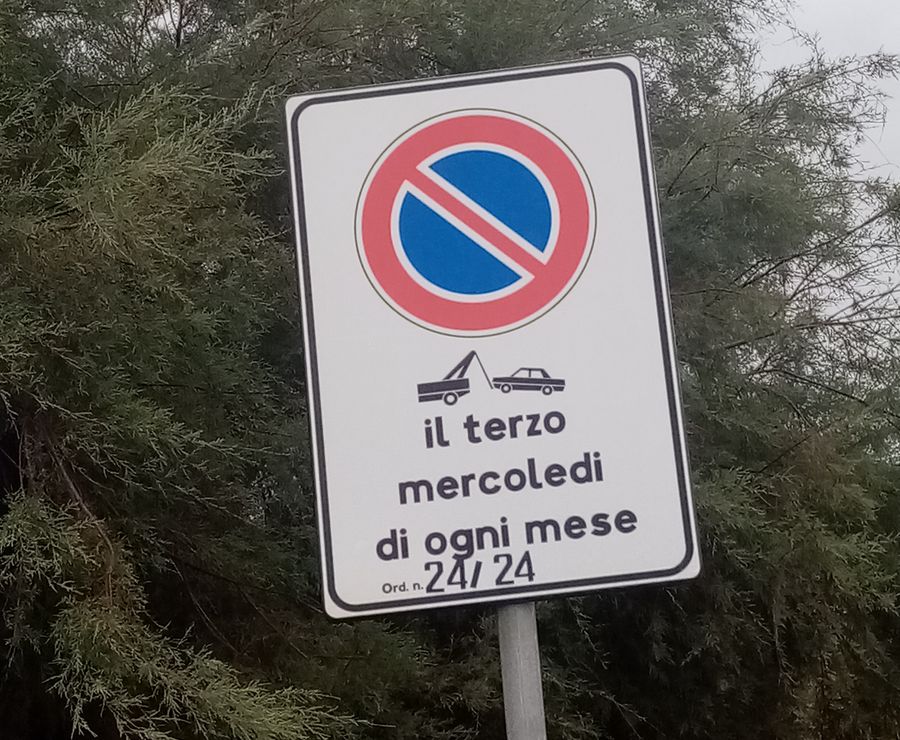 il terzo
mercoledi
di ogni mese
Ord. n. 24/ 24